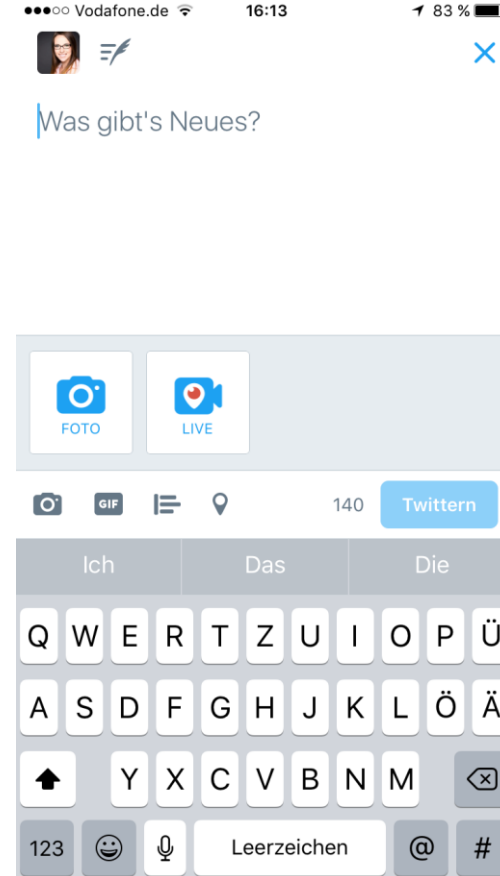 Vodafone.de 16:13 83 %
Was gibt's Neues?
FOTO LIVE
GIF 140 Twittern
Ich Das Die
Q W E R T Z U I O P Ü
A S D F G H J K L Ö Ä
Y X C V B N M
123 Leerzeichen @ #